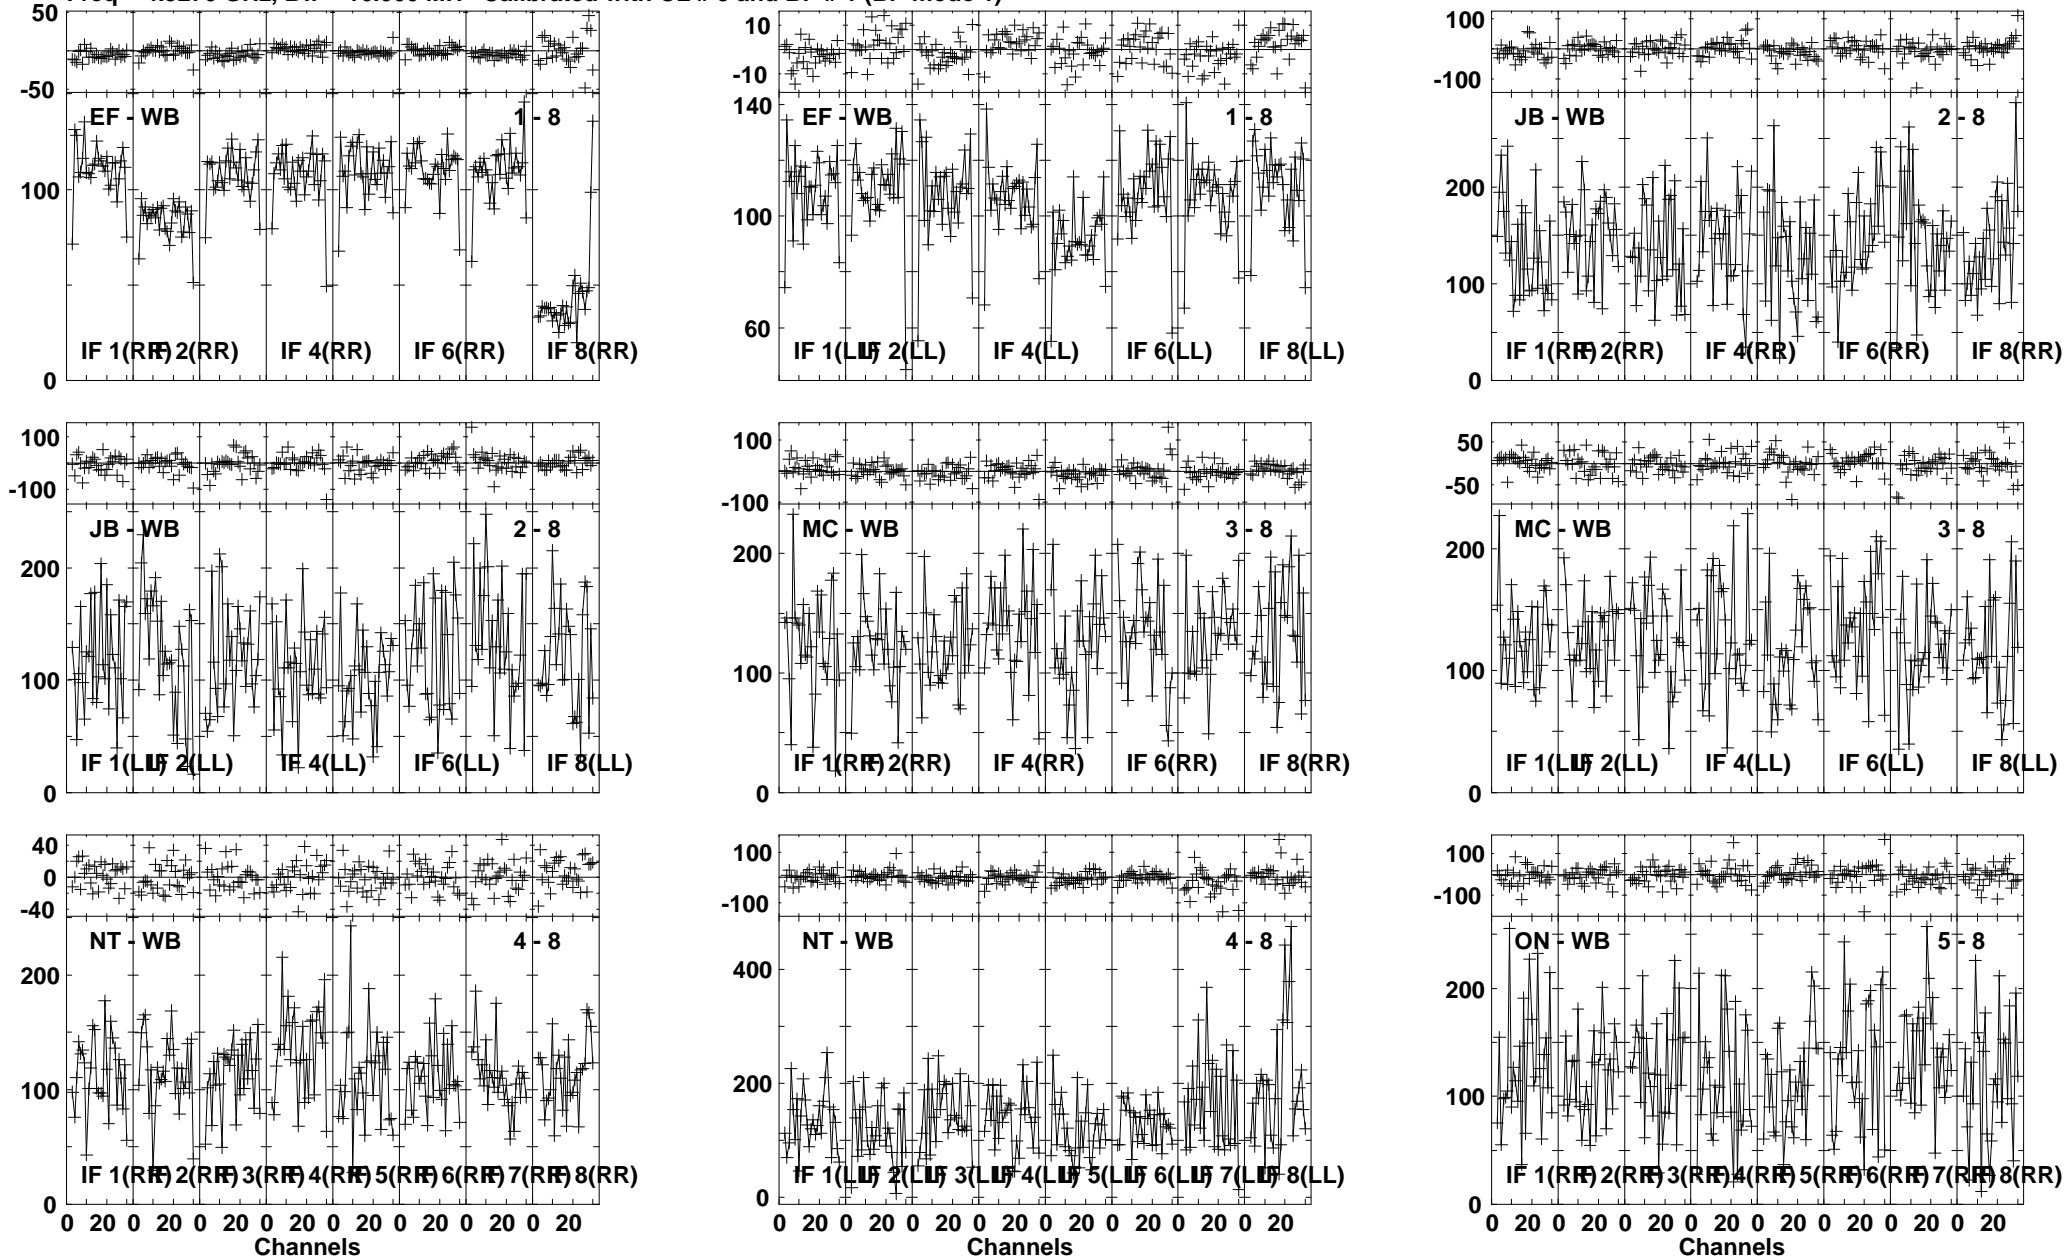 50
-50
EF - WB 1 - 8
100
0
IF 1(RR) IF 2(RR) IF 4(RR) IF 6(RR) IF 8(RR)
10
-10
140
EF - WB 1 - 8
100
60
IF 1(LL) IF 2(LL) IF 4(LL) IF 6(LL) IF 8(LL)
100
-100
JB - WB 2 - 8
200
100
0
IF 1(RR) IF 2(RR) IF 4(RR) IF 6(RR) IF 8(RR)
100
-100
JB - WB 2 - 8
200
100
0
IF 1(LL) IF 2(LL) IF 4(LL) IF 6(LL) IF 8(LL)
100
-100
MC - WB 3 - 8
200
100
0
IF 1(RR) IF 2(RR) IF 4(RR) IF 6(RR) IF 8(RR)
50
-50
MC - WB 3 - 8
200
100
0
IF 1(LL) IF 2(LL) IF 4(LL) IF 6(LL) IF 8(LL)
40
0
-40
NT - WB 4 - 8
200
100
0
IF 1(RR) IF 2(RR) IF 3(RR) IF 4(RR) IF 5(RR) IF 6(RR) IF 7(RR) IF 8(RR)
0 20 0 20 0 20 0 20 0 20 0 20 0 20 0 20
Channels
100
-100
NT - WB 4 - 8
400
200
0
IF 1(LL) IF 2(LL) IF 3(LL) IF 4(LL) IF 5(LL) IF 6(LL) IF 7(LL) IF 8(LL)
0 20 0 20 0 20 0 20 0 20 0 20 0 20 0 20
Channels
100
-100
ON - WB 5 - 8
200
100
0
IF 1(RR) IF 2(RR) IF 3(RR) IF 4(RR) IF 5(RR) IF 6(RR) IF 7(RR) IF 8(RR)
0 20 0 20 0 20 0 20 0 20 0 20 0 20 0 20
Channels